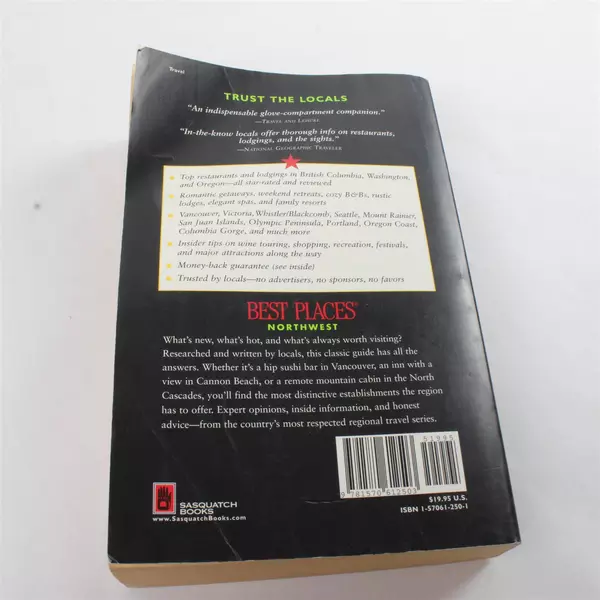 Travel
TRUST THE LOCALS
"An indispensable glove-compartment companion."
—TRAVEL AND LEISURE
"In-the-know locals offer thorough info on restaurants,
lodgings, and the sights."
—NATIONAL GEOGRAPHIC TRAVELER
• Top restaurants and lodgings in British Columbia, Washington,
and Oregon—all star-rated and reviewed
• Romantic getaways, weekend retreats, cozy B&Bs, rustic
lodges, elegant spas, and family resorts
• Vancouver, Victoria, Whistler/Blackcomb, Seattle, Mount Rainier,
San Juan Islands, Olympic Peninsula, Portland, Oregon Coast,
Columbia Gorge, and much more
• Insider tips on wine touring, shopping, recreation, festivals,
and major attractions along the way
• Money-back guarantee (see inside)
• Trusted by locals—no advertisers, no sponsors, no favors
BEST PLACES®
NORTHWEST
What's new, what's hot, and what's always worth visiting?
Researched and written by locals, this classic guide has all the
answers. Whether it's a hip sushi bar in Vancouver, an inn with a
view in Cannon Beach, or a remote mountain cabin in the North
Cascades, you'll find the most distinctive establishments the region
has to offer. Expert opinions, inside information, and honest
advice—from the country's most respected regional travel series.
51995
9 781570 612503
$19.95 U.S.
ISBN 1-57061-250-1
SASQUATCH
BOOKS
www.SasquatchBooks.com